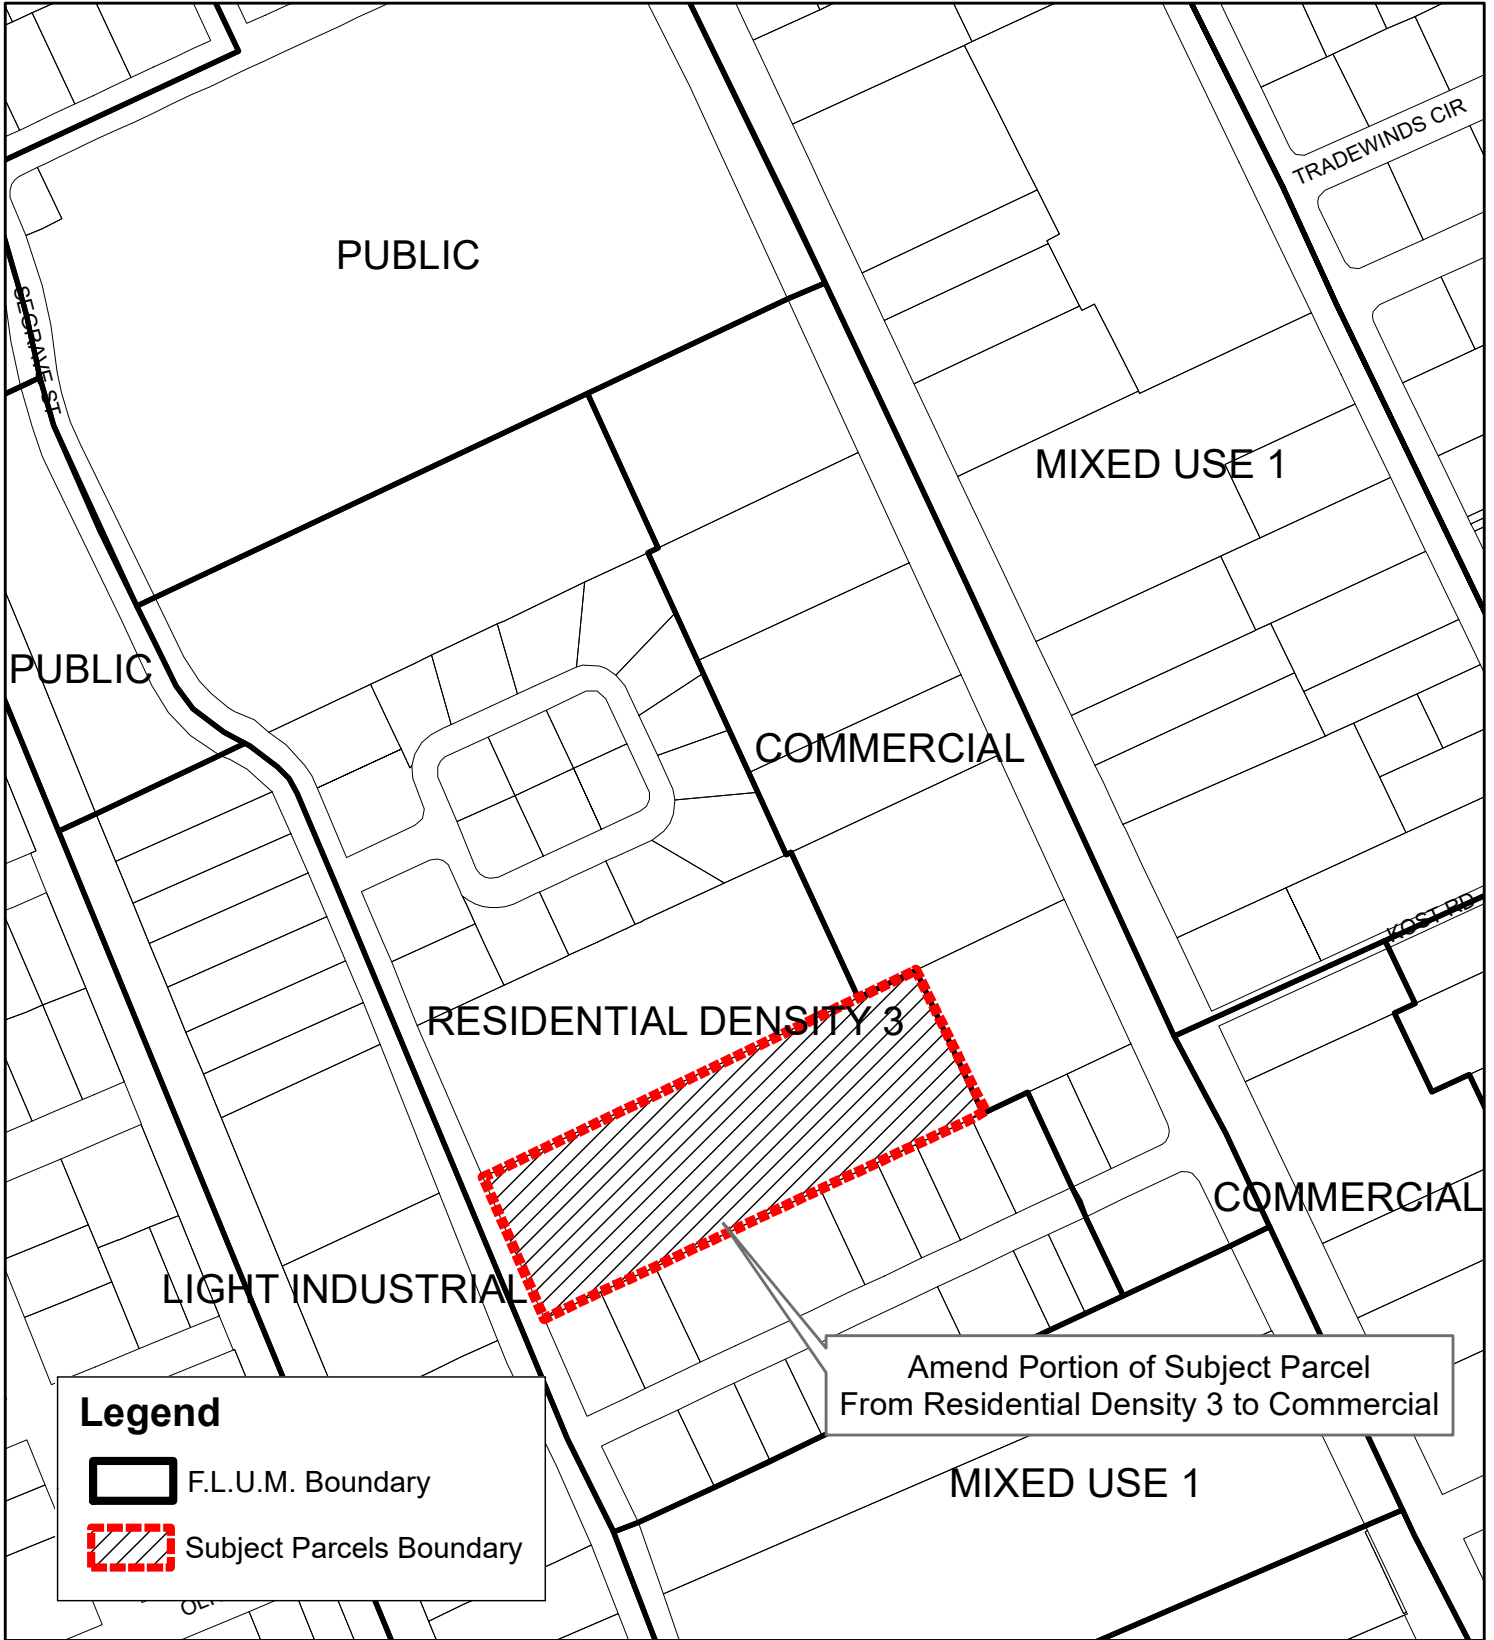 TRADEWINDS CIR
PUBLIC
SEGRAVE ST
MIXED USE 1
PUBLIC
COMMERCIAL
KOST RD
RESIDENTIAL DENSITY 3
COMMERCIAL
LIGHT INDUSTRIAL
Amend Portion of Subject Parcel
From Residential Density 3 to Commercial
Legend
F.L.U.M. Boundary
MIXED USE 1
Subject Parcels Boundary